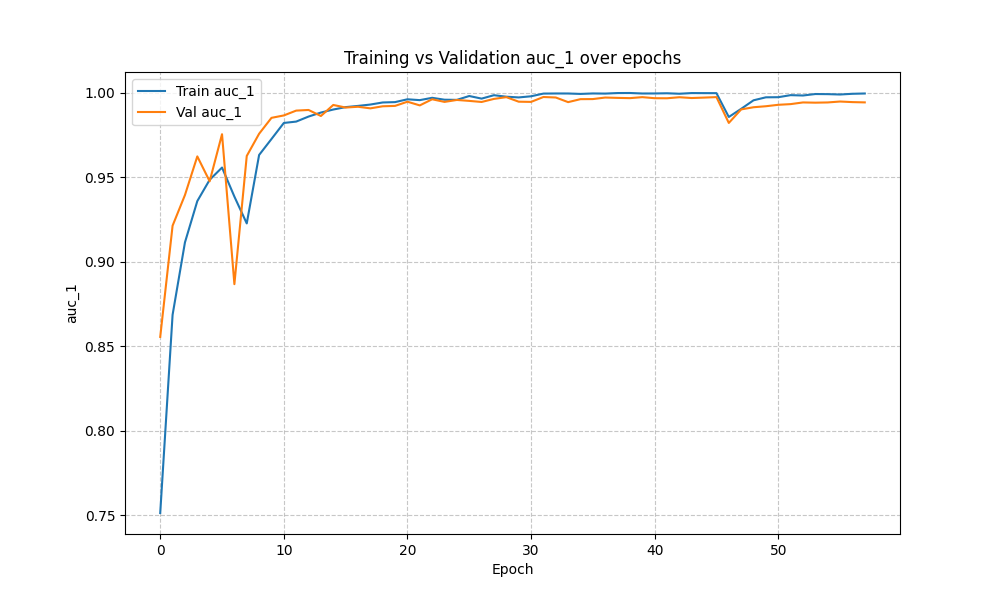 Training vs Validation auc_1 over epochs
Train auc_1
Val auc_1
1.00
0.95
0.90
0.85
0.80
0.75
auc_1
0 10 20 30 40 50
Epoch